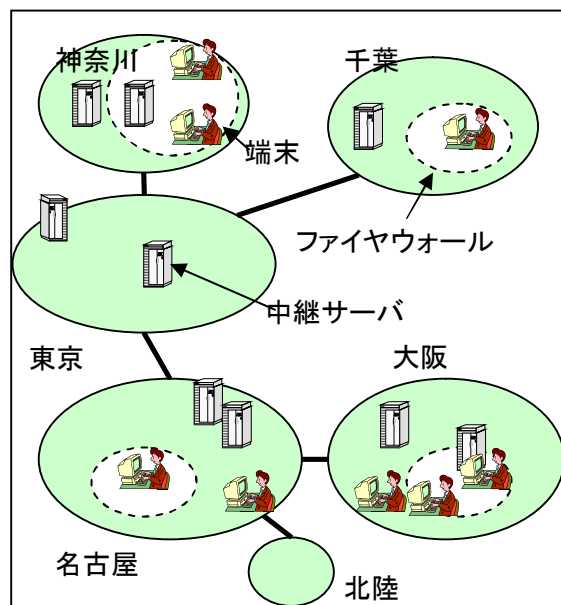 神奈川
千葉
端末
ファイヤウォール
中継サーバ
東京
大阪
名古屋
北陸